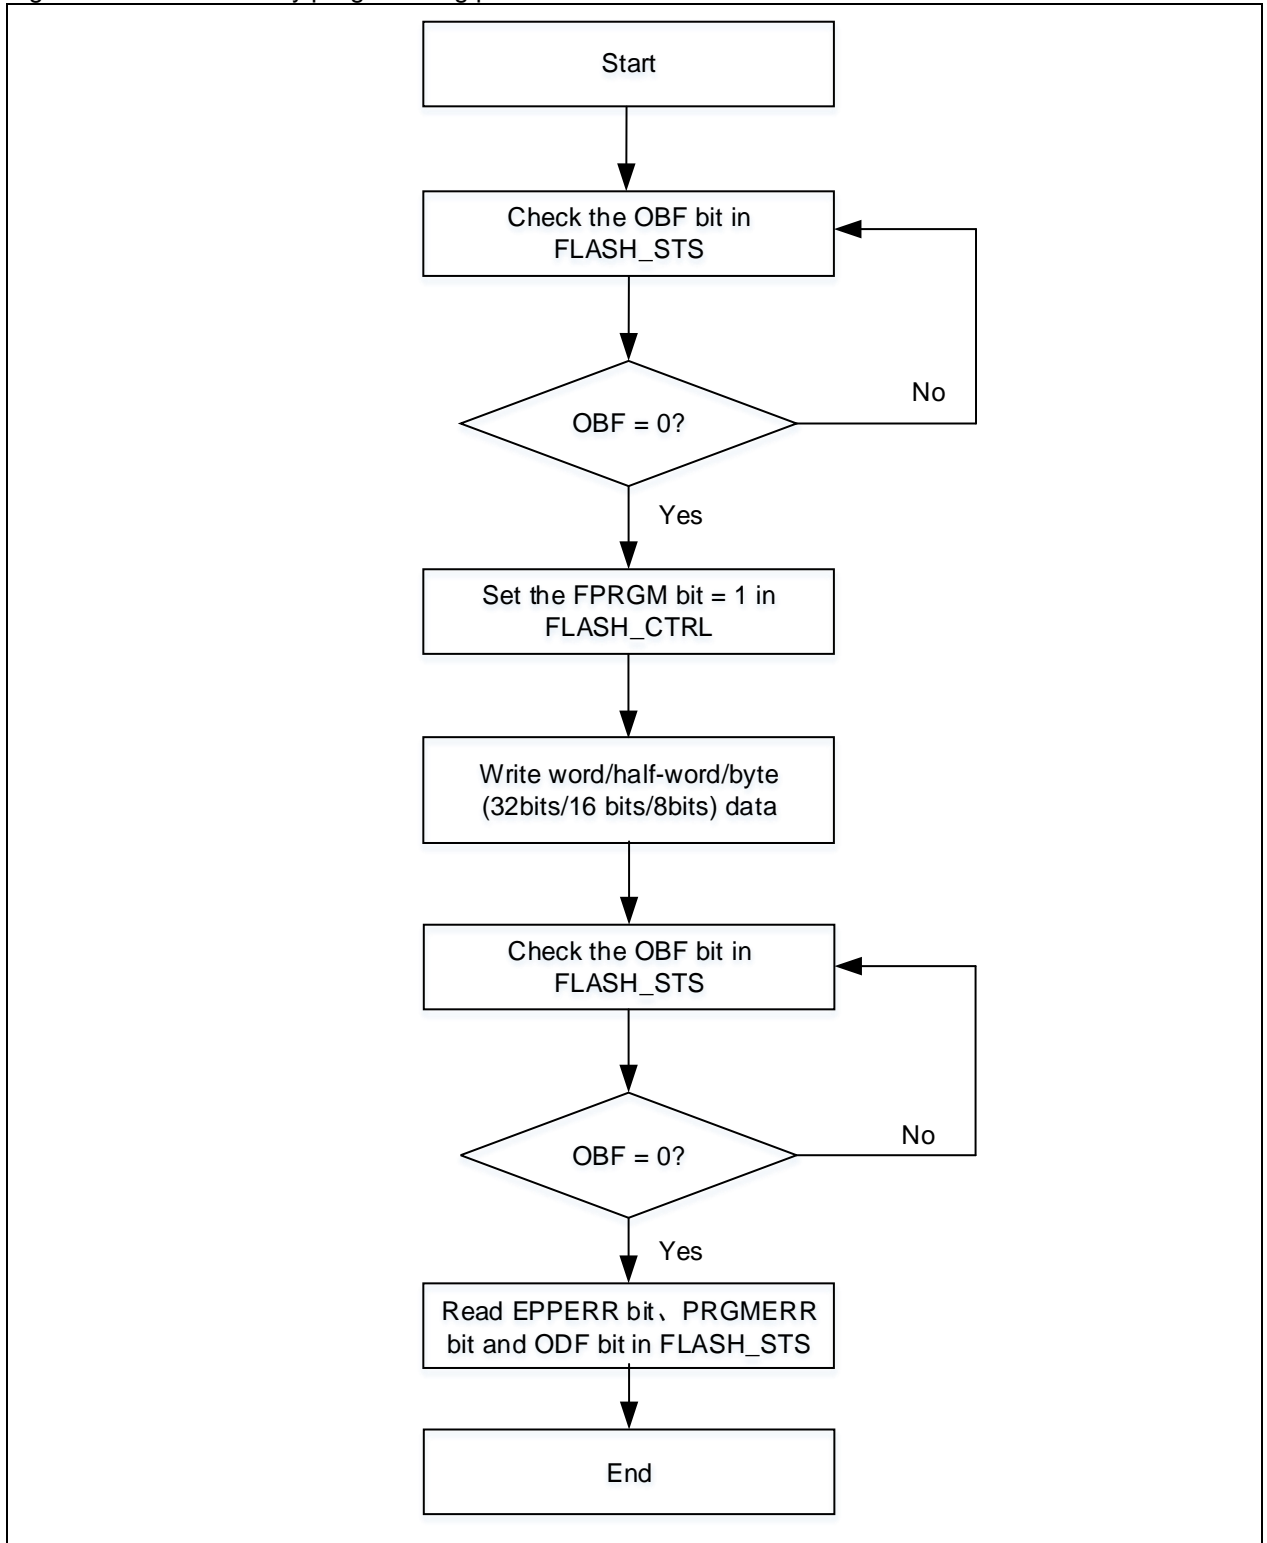 Start
Check the OBF bit in
FLASH_STS
No
OBF = 0?
Yes
Set the FPRGM bit = 1 in
FLASH_CTRL
Write word/half-word/byte
(32bits/16 bits/8bits) data
Check the OBF bit in
FLASH_STS
No
OBF = 0?
Yes
Read EPPERR bit、PRGMERR
bit and ODF bit in FLASH_STS
End